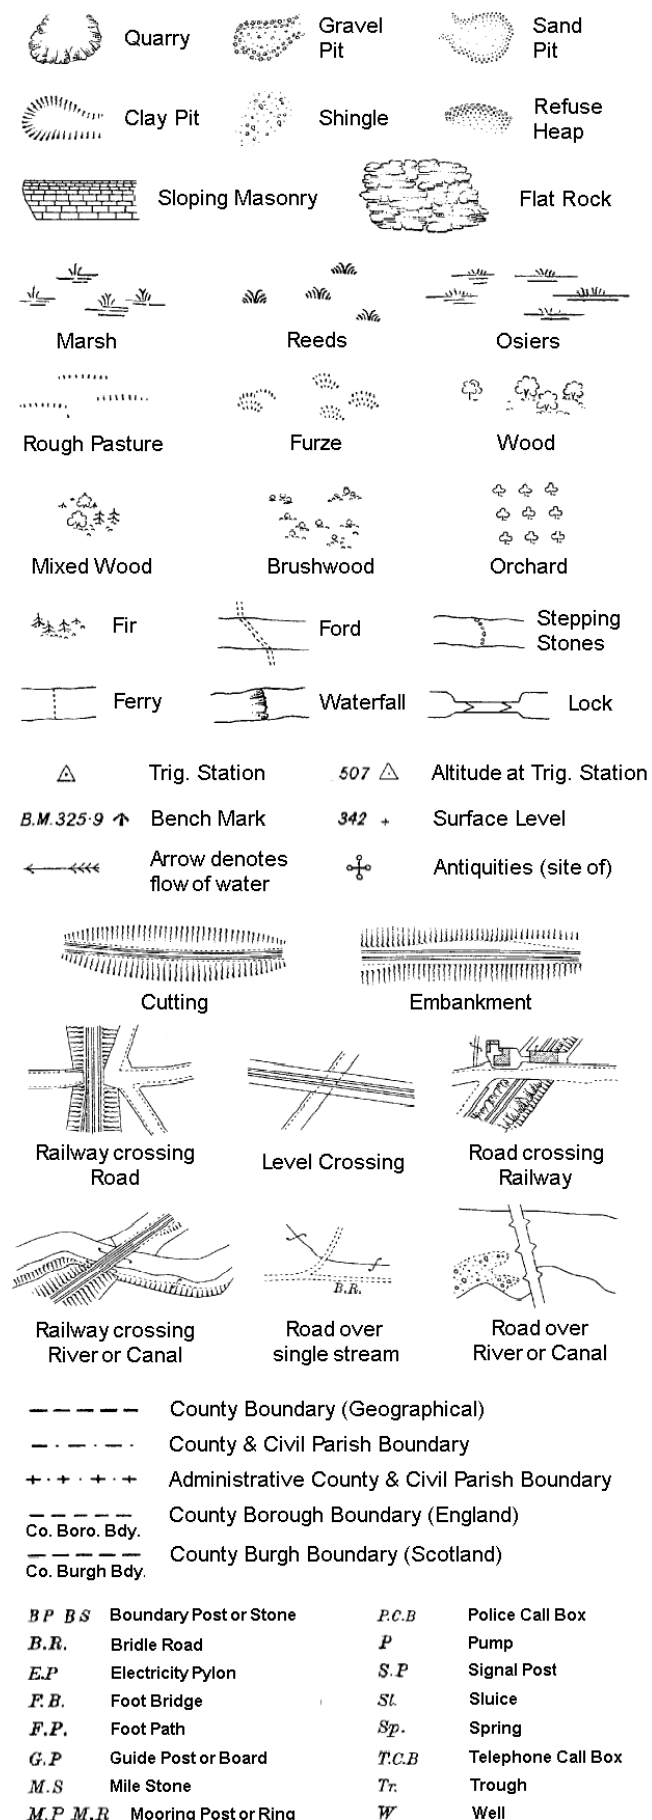 Quarry
Gravel
Pit
Sand
Pit
Clay Pit
Shingle
Refuse
Heap
Sloping Masonry
Flat Rock
Marsh
Reeds
Osiers
Rough Pasture
Furze
Wood
Mixed Wood
Brushwood
Orchard
Fir
Ford
Stepping
Stones
Ferry
Waterfall
Lock
Trig. Station
507
Altitude at Trig. Station
B.M.325·9
Bench Mark
342 +
Surface Level
Arrow denotes
flow of water
Antiquities (site of)
Cutting
Embankment
Railway crossing
Road
Level Crossing
Road crossing
Railway
B.R.
Railway crossing
River or Canal
Road over
single stream
Road over
River or Canal
County Boundary (Geographical)
County & Civil Parish Boundary
Administrative County & Civil Parish Boundary
County Borough Boundary (England)
Co. Boro. Bdy.
County Burgh Boundary (Scotland)
Co. Burgh Bdy.
B P B S Boundary Post or Stone
P.C.B Police Call Box
B.R. Bridle Road
P Pump
E.P Electricity Pylon
S.P Signal Post
F.B. Foot Bridge
Sl. Sluice
F.P. Foot Path
Sp. Spring
G.P Guide Post or Board
T.C.B Telephone Call Box
M.S Mile Stone
Tr. Trough
M.P M.R Mooring Post or Ring
W Well